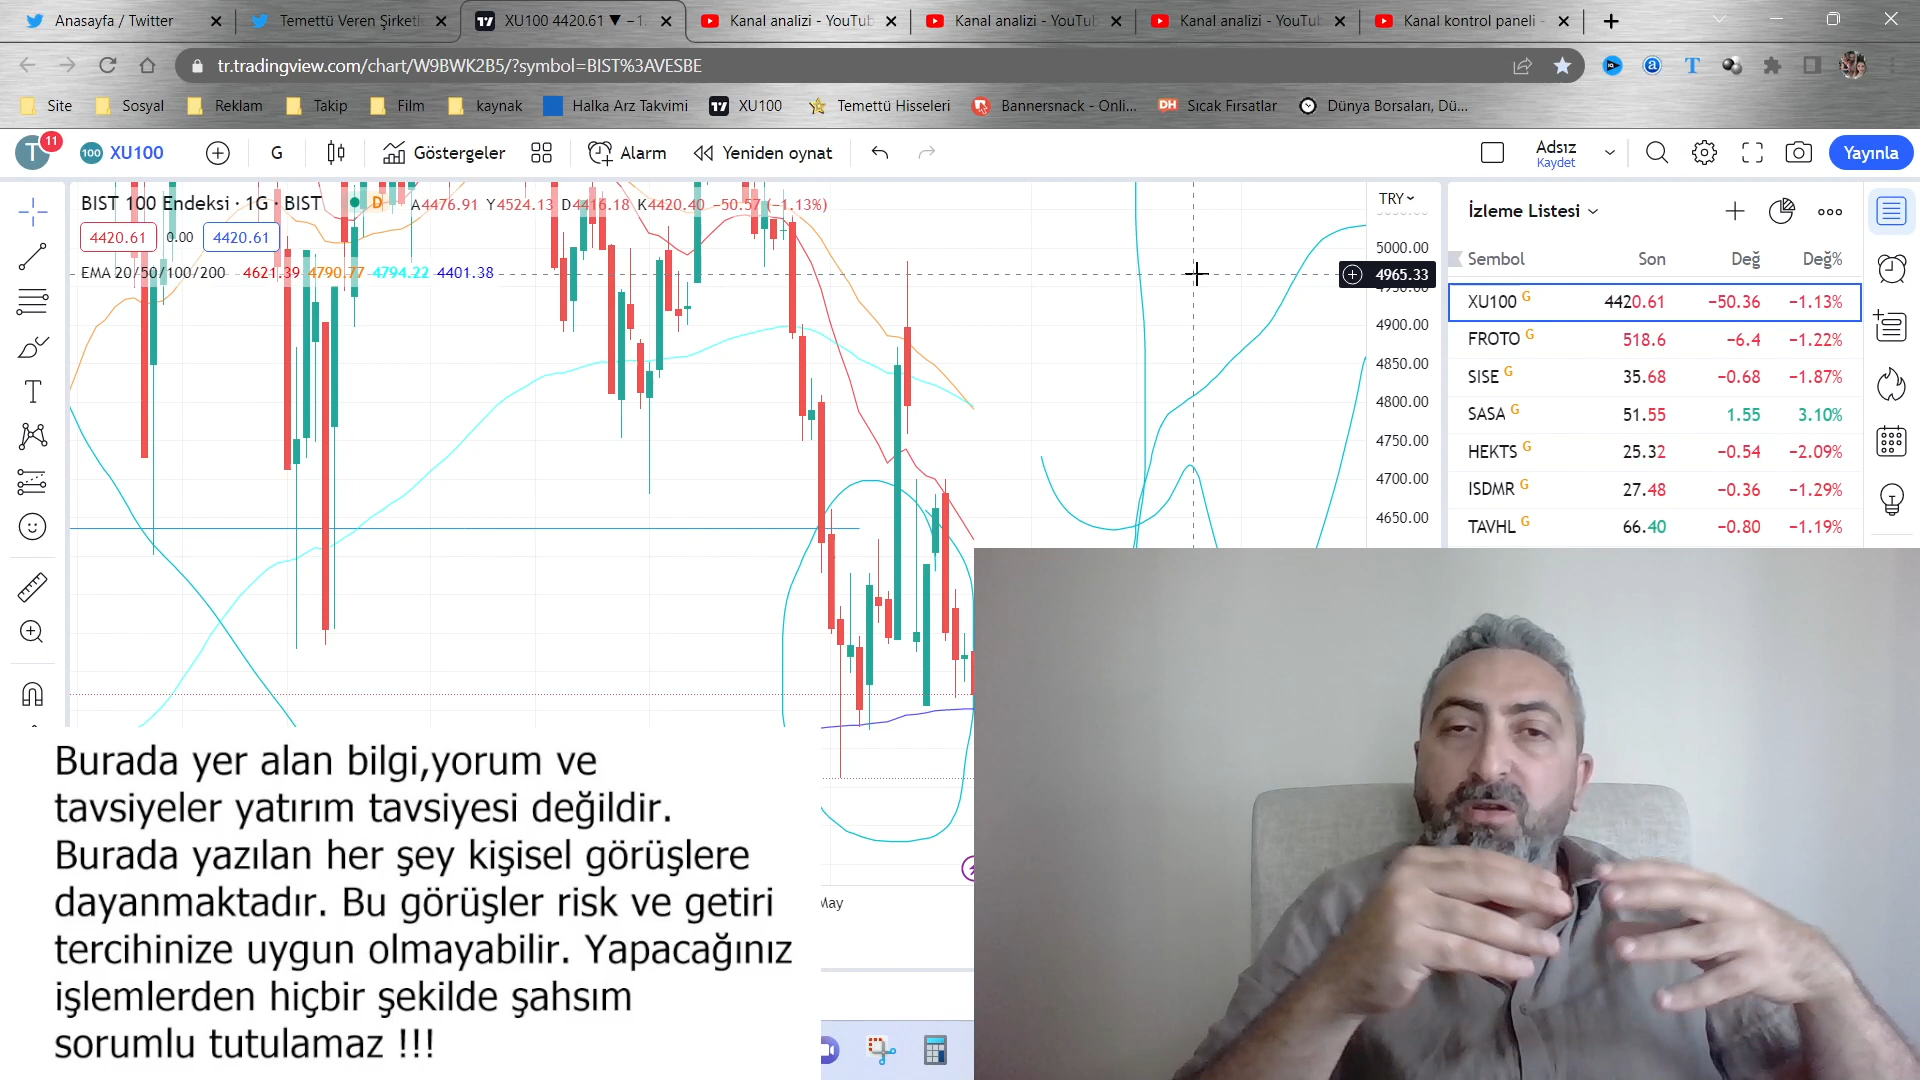 Anasayfa / Twitter
Temettü Veren Şirketl
XU100 4420.61 ▼ −1.
Kanal analizi - YouTub
Kanal analizi - YouTub
Kanal analizi - YouTub
Kanal kontrol paneli -
tr.tradingview.com/chart/W9BWK2B5/?symbol=BIST%3AVESBE
Site
Sosyal
Reklam
Takip
Film
kaynak
Halka Arz Takvimi
XU100
Temettü Hisseleri
Bannersnack - Onli...
DH Sıcak Fırsatlar
Dünya Borsaları, Dü...
T 11
100 XU100
G
Göstergeler
Alarm
Yeniden oynat
Adsız
Kaydet
Yayınla
BIST 100 Endeksi · 1G · BIST
D
A4476.91 Y4524.13 D4416.18 K4420.40 −50.57 (−1.13%)
4420.61 0.00 4420.61
EMA 20/50/100/200 4621.39 4790.77 4794.22 4401.38
TRY
5000.00
4965.33
4900.00
4850.00
4800.00
4750.00
4700.00
4650.00
May
İzleme Listesi
Sembol Son Değ Değ%
XU100 G 4420.61 −50.36 −1.13%
FROTO G 518.6 −6.4 −1.22%
SISE G 35.68 −0.68 −1.87%
SASA G 51.55 1.55 3.10%
HEKTS G 25.32 −0.54 −2.09%
ISDMR G 27.48 −0.36 −1.29%
TAVHL G 66.40 −0.80 −1.19%
Burada yer alan bilgi,yorum ve
tavsiyeler yatırım tavsiyesi değildir.
Burada yazılan her şey kişisel görüşlere
dayanmaktadır. Bu görüşler risk ve getiri
tercihinize uygun olmayabilir. Yapacağınız
işlemlerden hiçbir şekilde şahsım
sorumlu tutulamaz !!!